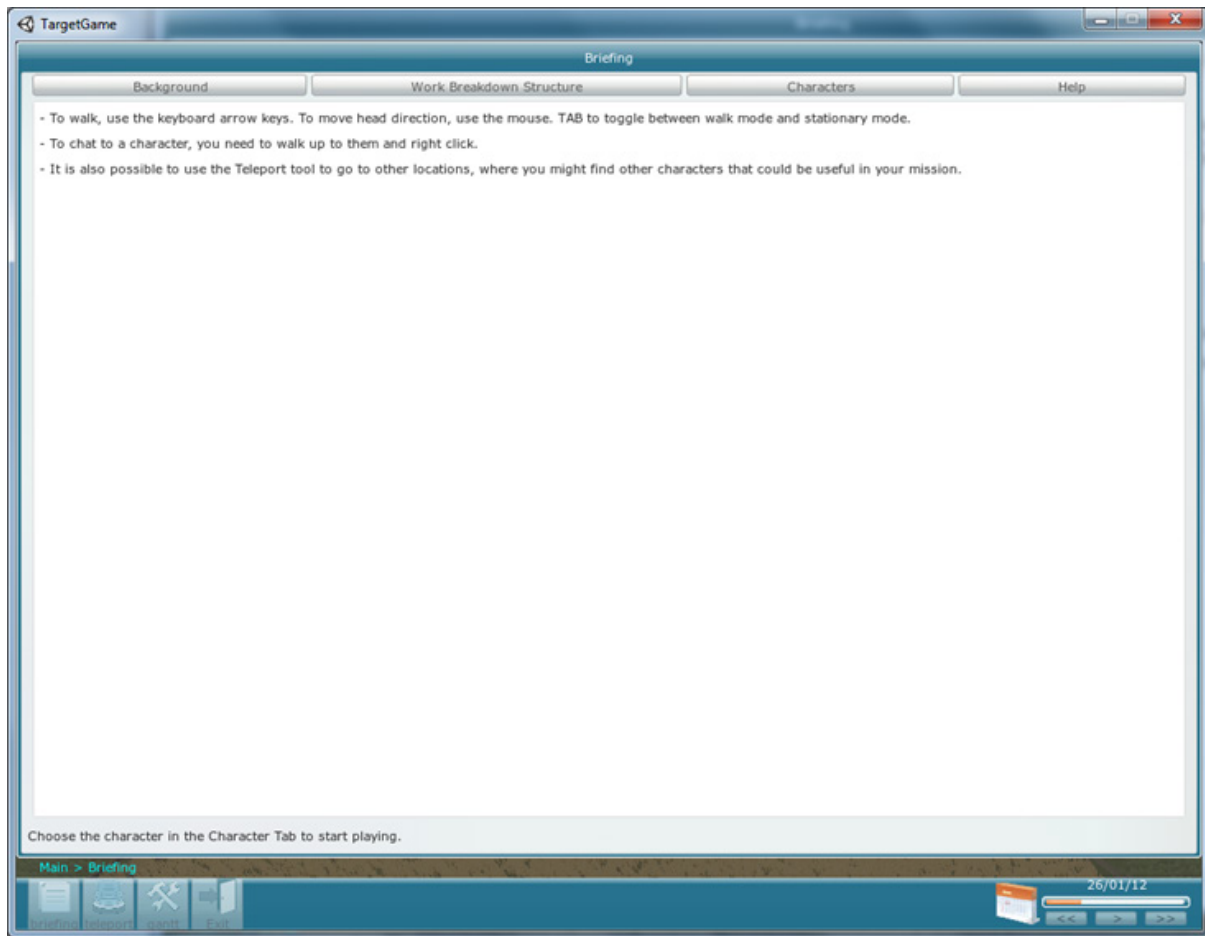 TargetGame
Briefing
Background
Work Breakdown Structure
Characters
Help
- To walk, use the keyboard arrow keys. To move head direction, use the mouse. TAB to toggle between walk mode and stationary mode.
- To chat to a character, you need to walk up to them and right click.
- It is also possible to use the Teleport tool to go to other locations, where you might find other characters that could be useful in your mission.
Choose the character in the Character Tab to start playing.
Main > Briefing
briefing teleport gantt Exit
26/01/12
<< > >>